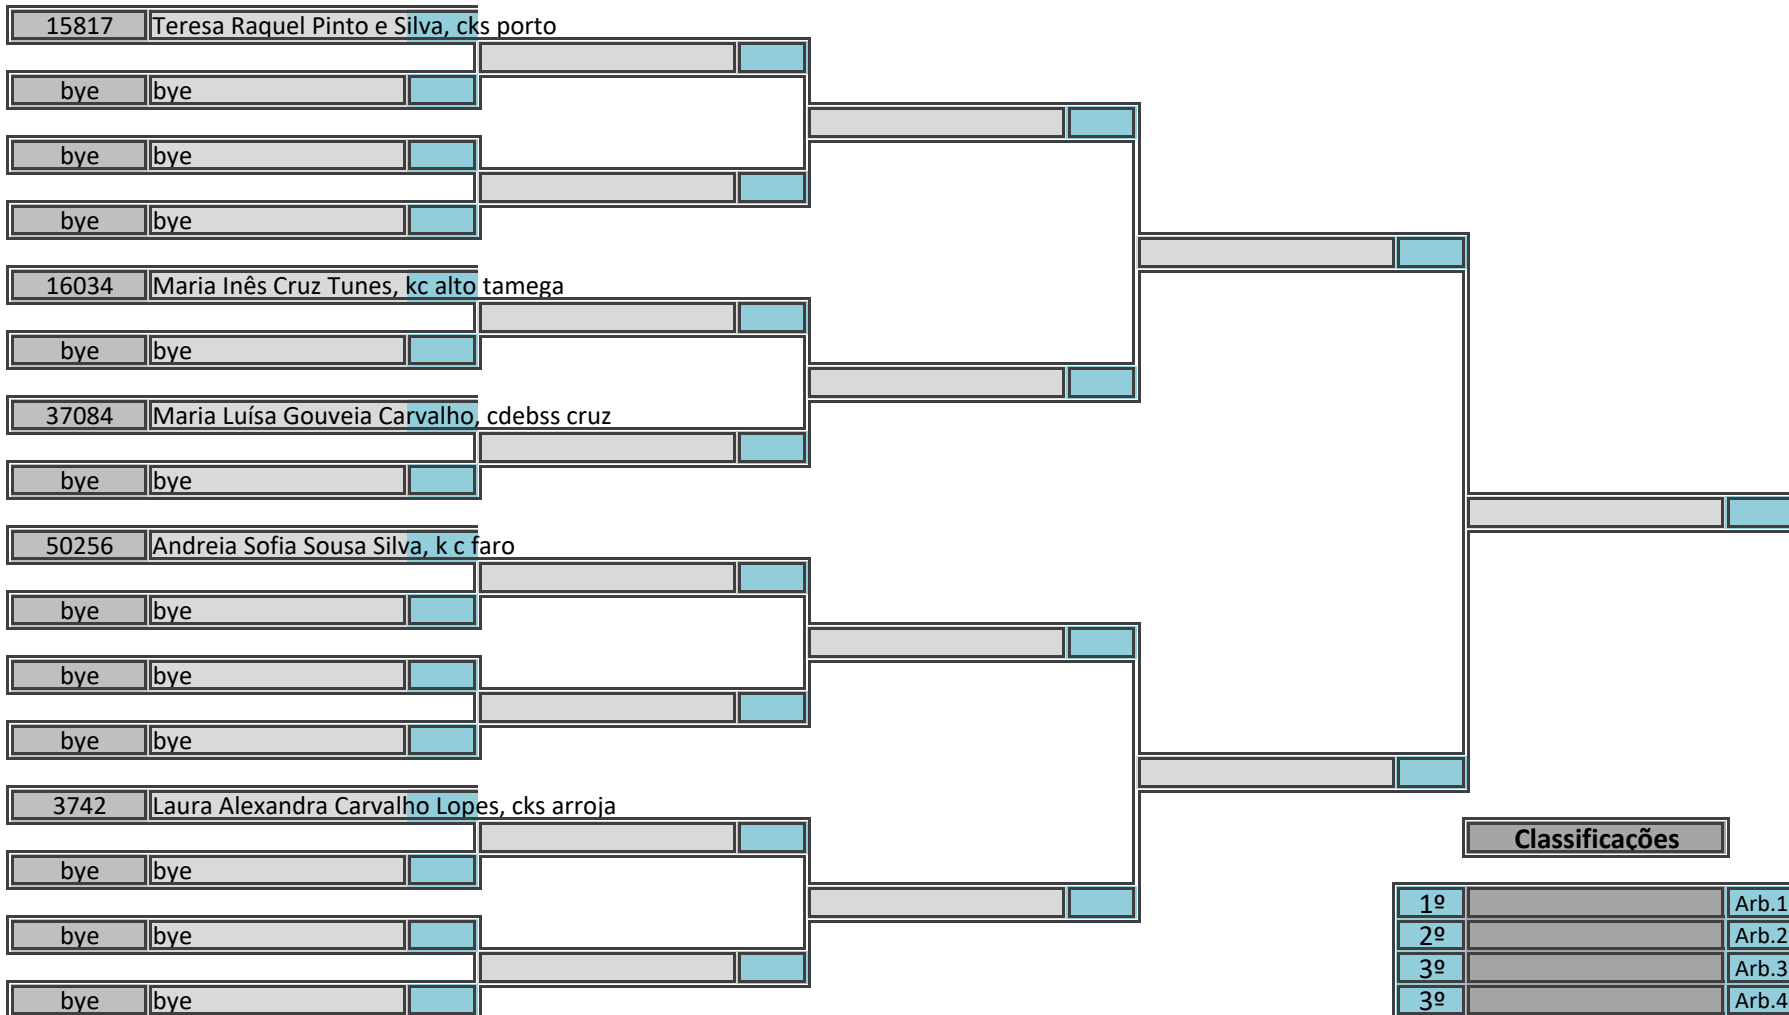 15817 Teresa Raquel Pinto e Silva, cks porto
bye bye
bye bye
bye bye
16034 Maria Inês Cruz Tunes, kc alto tamega
bye bye
37084 Maria Luísa Gouveia Carvalho, cdebss cruz
bye bye
50256 Andreia Sofia Sousa Silva, k c faro
bye bye
bye bye
bye bye
3742 Laura Alexandra Carvalho Lopes, cks arroja
Classificações
bye bye
1º Arb.1
bye bye
2º Arb.2
3º Arb.3
bye bye
3º Arb.4